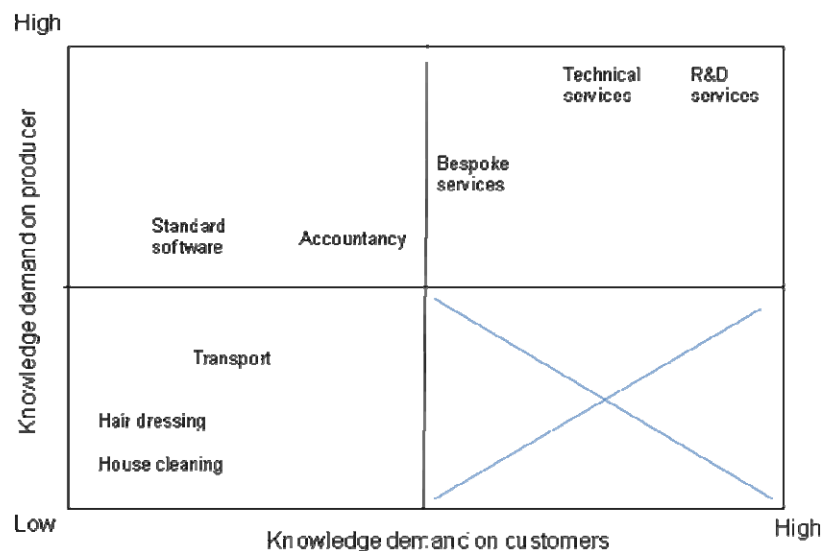 High
Technical
services
R&D
services
Knowledge demand on producer
Bespoke
services
Standard
software
Accountancy
Transport
Hair dressing
House cleaning
Low
High
Knowledge demand on customers